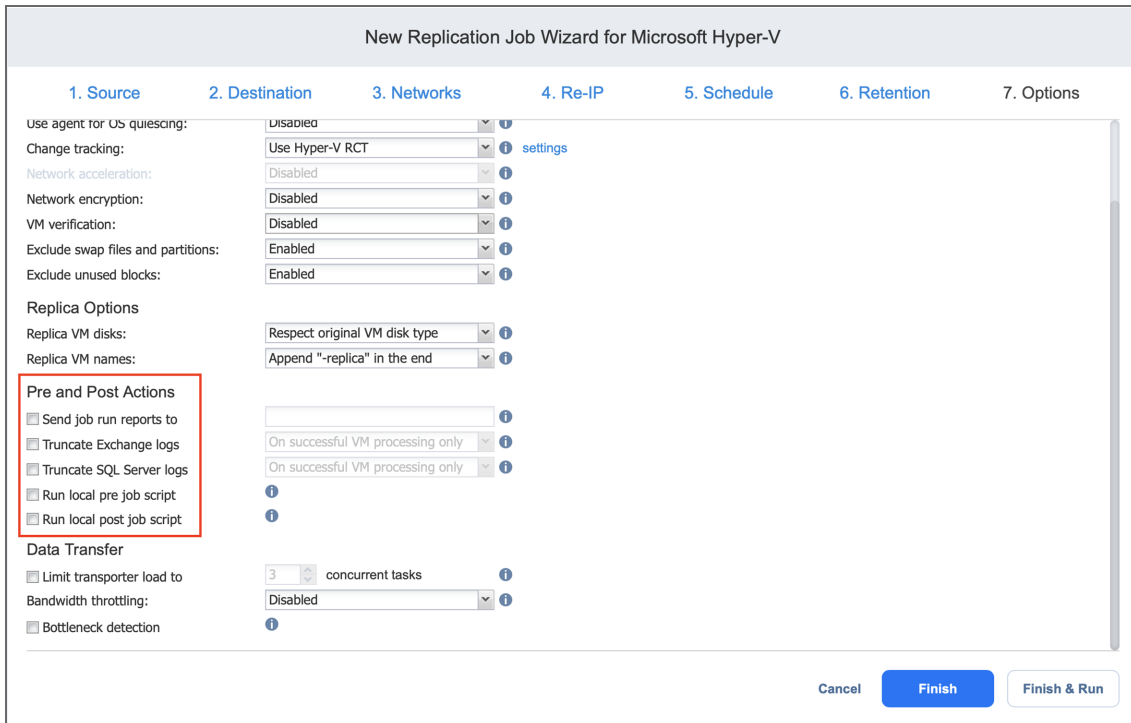 New Replication Job Wizard for Microsoft Hyper-V
1. Source 2. Destination 3. Networks 4. Re-IP 5. Schedule 6. Retention 7. Options
Use agent for OS quiescing: Disabled
Change tracking: Use Hyper-V RCT settings
Network acceleration: Disabled
Network encryption: Disabled
VM verification: Disabled
Exclude swap files and partitions: Enabled
Exclude unused blocks: Enabled
Replica Options
Replica VM disks: Respect original VM disk type
Replica VM names: Append "-replica" in the end
Pre and Post Actions
Send job run reports to
Truncate Exchange logs On successful VM processing only
Truncate SQL Server logs On successful VM processing only
Run local pre job script
Run local post job script
Data Transfer
Limit transporter load to 3 concurrent tasks
Bandwidth throttling: Disabled
Bottleneck detection
Cancel Finish Finish & Run